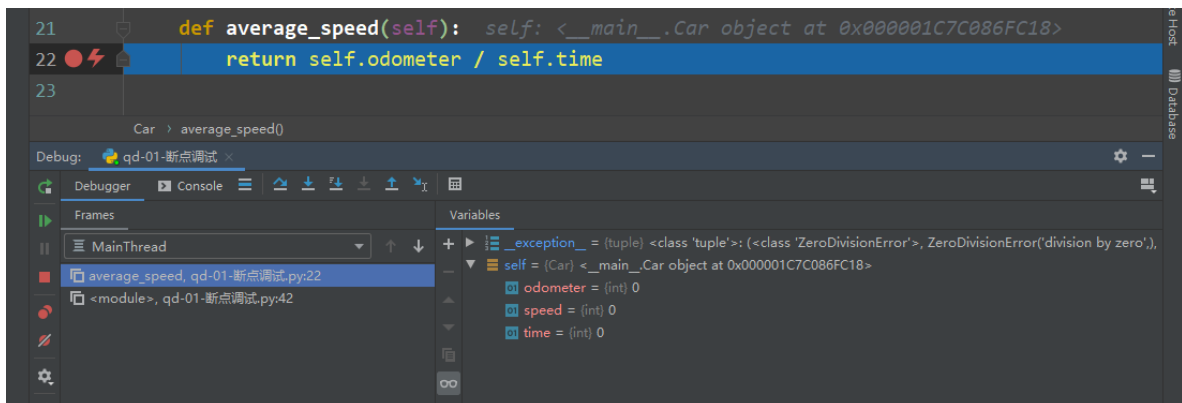 21 def average_speed(self): self: <__main__.Car object at 0x000001C7C086FC18>
22 return self.odometer / self.time
23
Car › average_speed()
Debug: qd-01-断点调试 ×
Debugger Console
Frames
Variables
MainThread
__exception__ = {tuple} <class 'tuple'>: (<class 'ZeroDivisionError'>, ZeroDivisionError('division by zero',),
average_speed, qd-01-断点调试.py:22
self = {Car} <__main__.Car object at 0x000001C7C086FC18>
<module>, qd-01-断点调试.py:42
odometer = {int} 0
speed = {int} 0
time = {int} 0
Host
Database